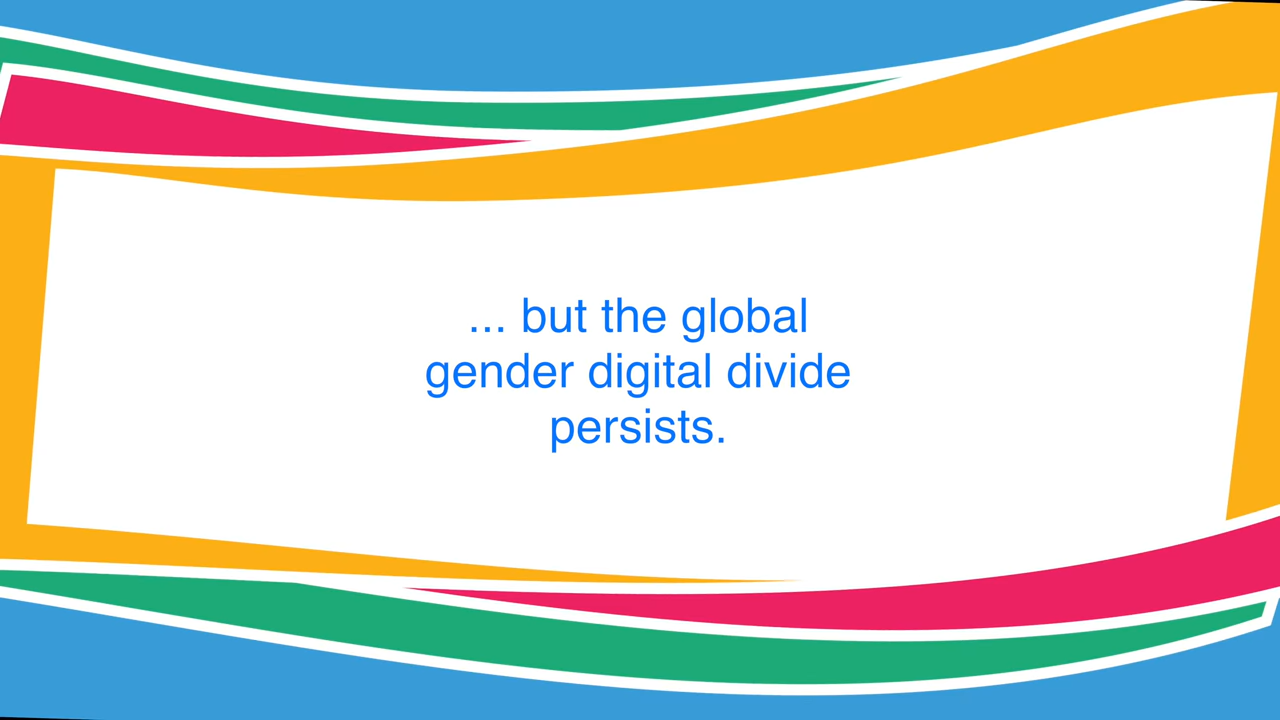 ... but the global
gender digital divide
persists.